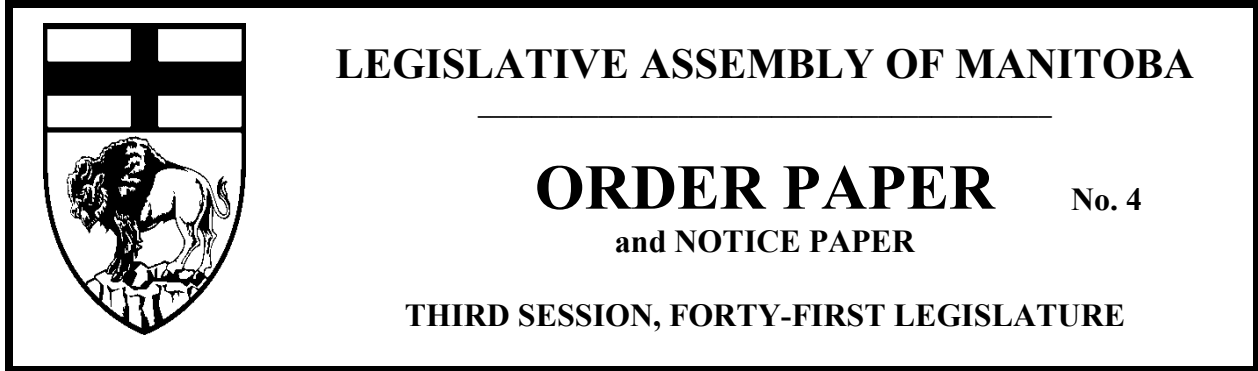 LEGISLATIVE ASSEMBLY OF MANITOBA
ORDER PAPER No. 4
and NOTICE PAPER
THIRD SESSION, FORTY-FIRST LEGISLATURE